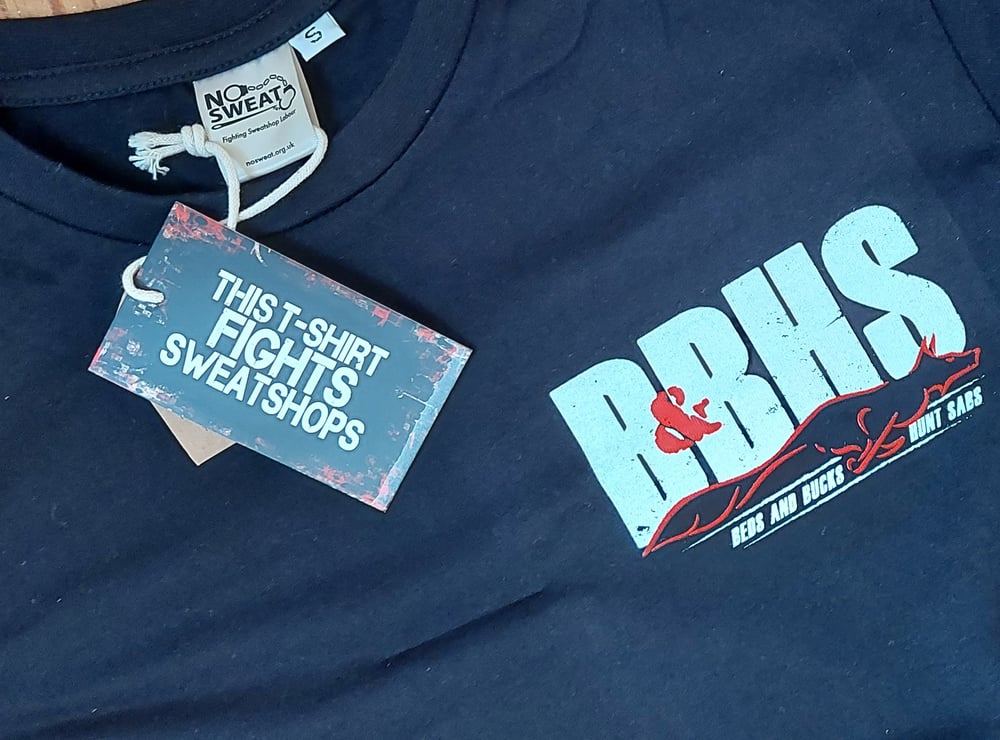 S
NO
SWEAT
Fighting Sweatshop Labour
nosweat.org.uk
THIS T-SHIRT
FIGHTS
SWEATSHOPS
B&BHS
BEDS AND BUCKS
HUNT SABS